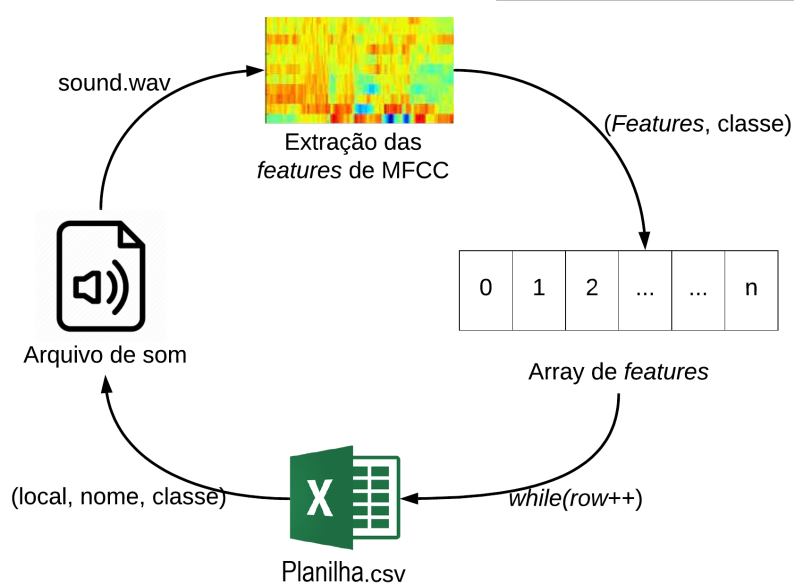 sound.wav
Extração das
features de MFCC
(Features, classe)
0 1 2 ... ... n
Array de features
while(row++)
X
Planilha.csv
(local, nome, classe)
Arquivo de som